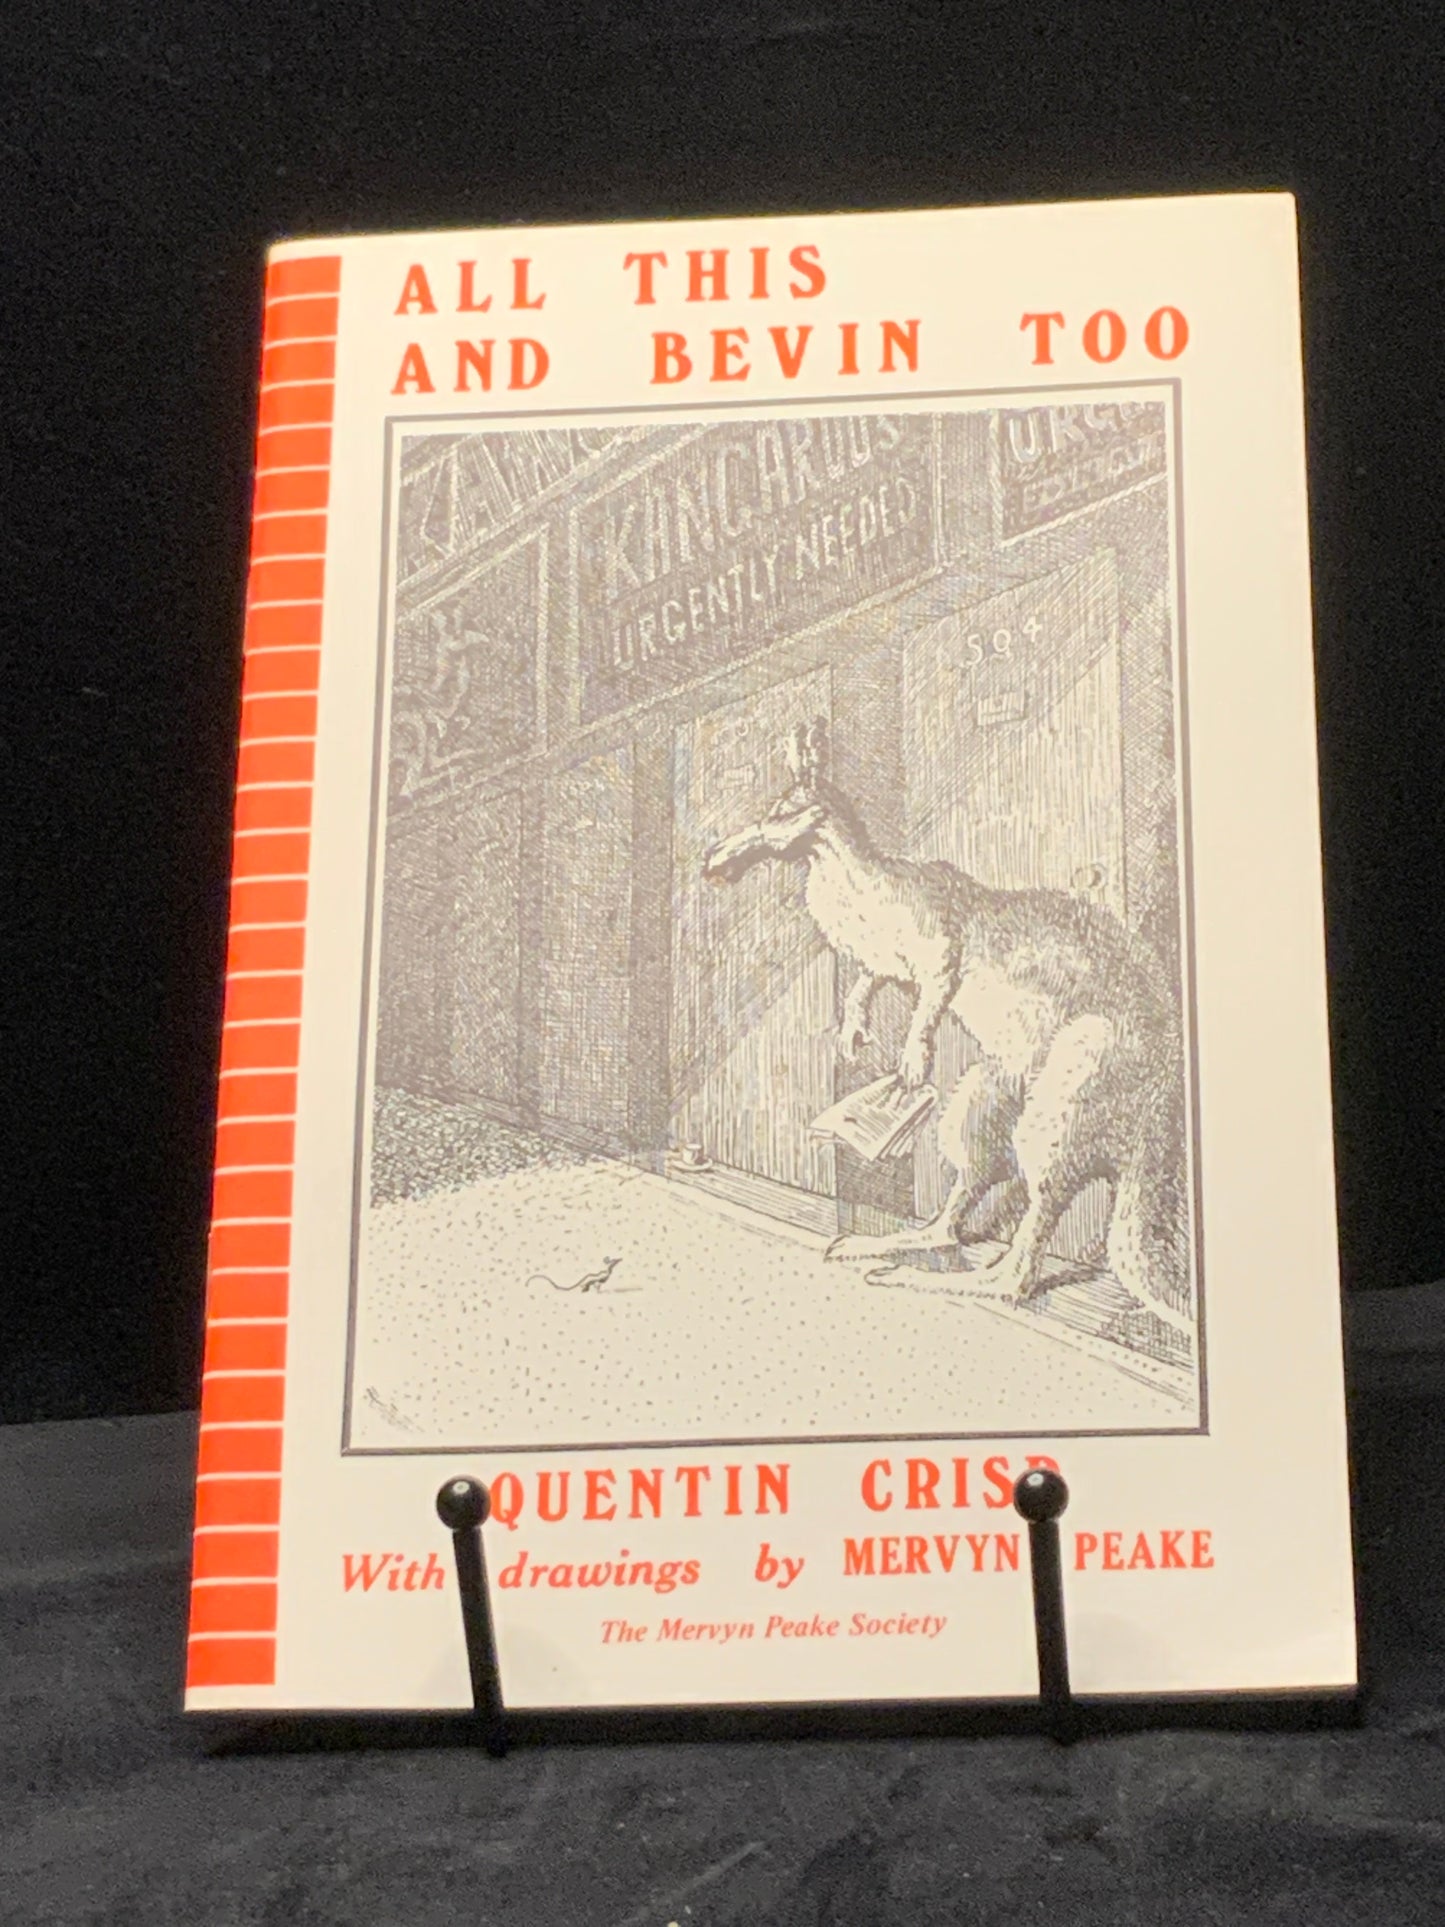 ALL THIS
AND BEVIN TOO
KANGAROOS
URGENTLY NEEDED
594
QUENTIN CRISP
With drawings by MERVYN PEAKE
The Mervyn Peake Society